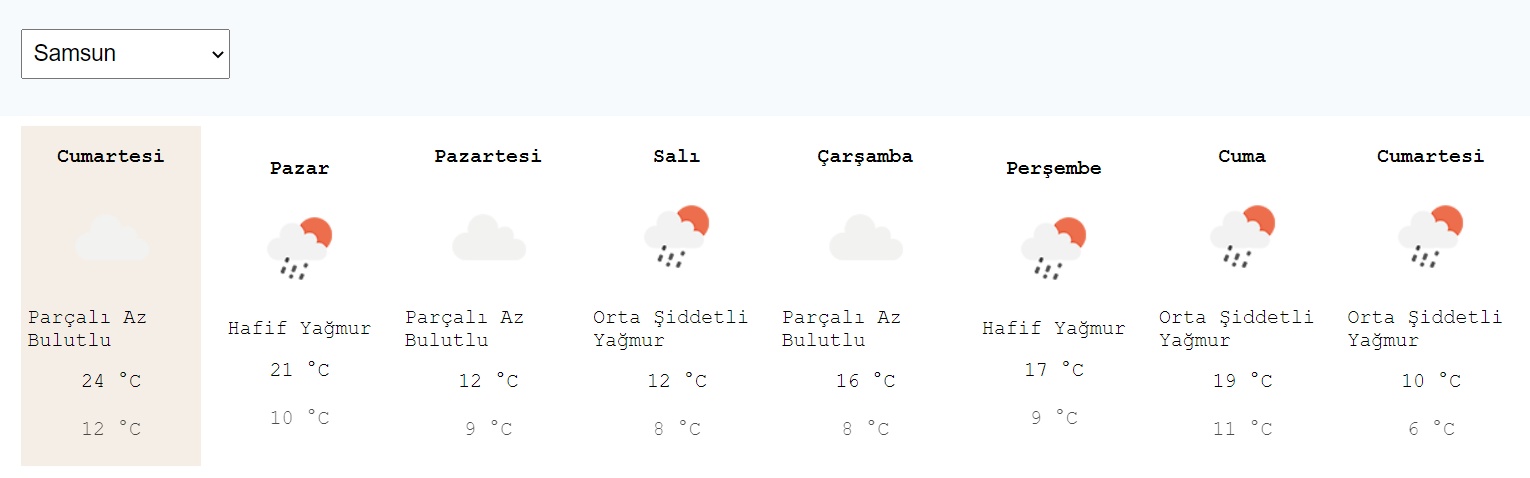 Samsun
Cumartesi
Parçalı Az
Bulutlu
24 °C
12 °C
Pazar
Hafif Yağmur
21 °C
10 °C
Pazartesi
Parçalı Az
Bulutlu
12 °C
9 °C
Salı
Orta Şiddetli
Yağmur
12 °C
8 °C
Çarşamba
Parçalı Az
Bulutlu
16 °C
8 °C
Perşembe
Hafif Yağmur
17 °C
9 °C
Cuma
Orta Şiddetli
Yağmur
19 °C
11 °C
Cumartesi
Orta Şiddetli
Yağmur
10 °C
6 °C